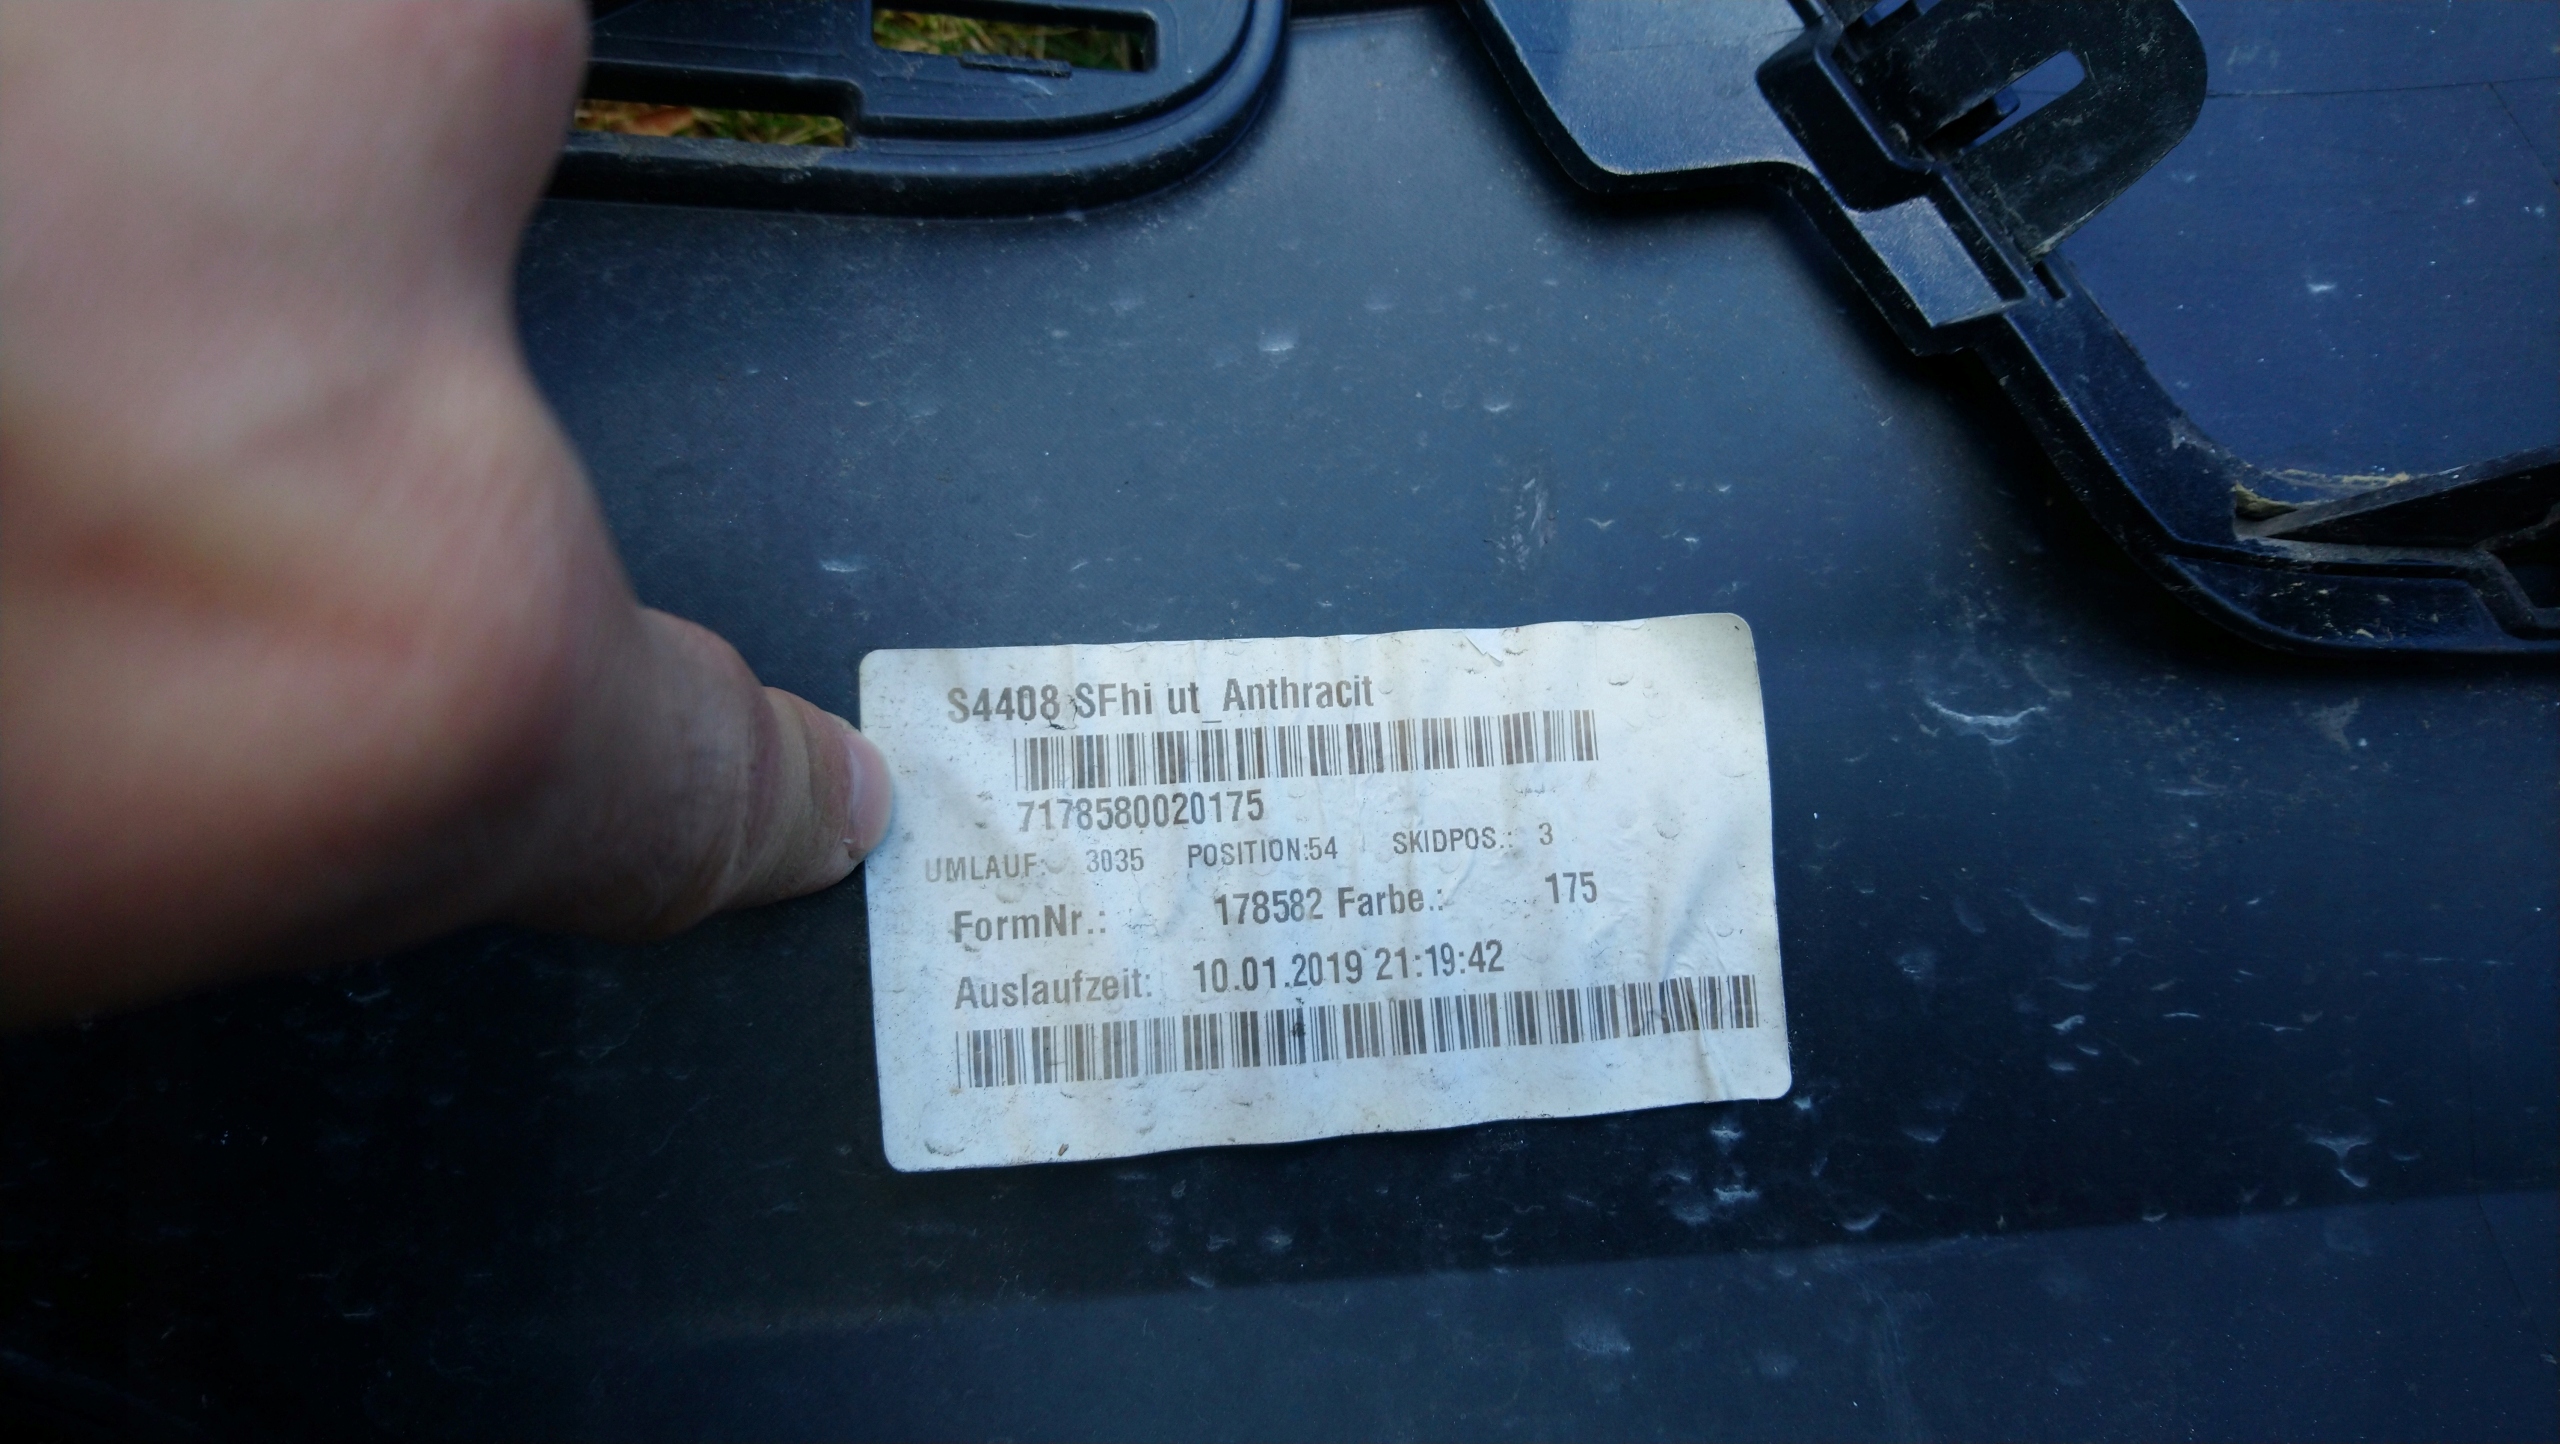 S4408 SFhi ut_Anthracit
7178580020175
UMLAUF: 3035 POSITION:54 SKIDPOS.: 3
FormNr.: 178582 Farbe.: 175
Auslaufzeit: 10.01.2019 21:19:42